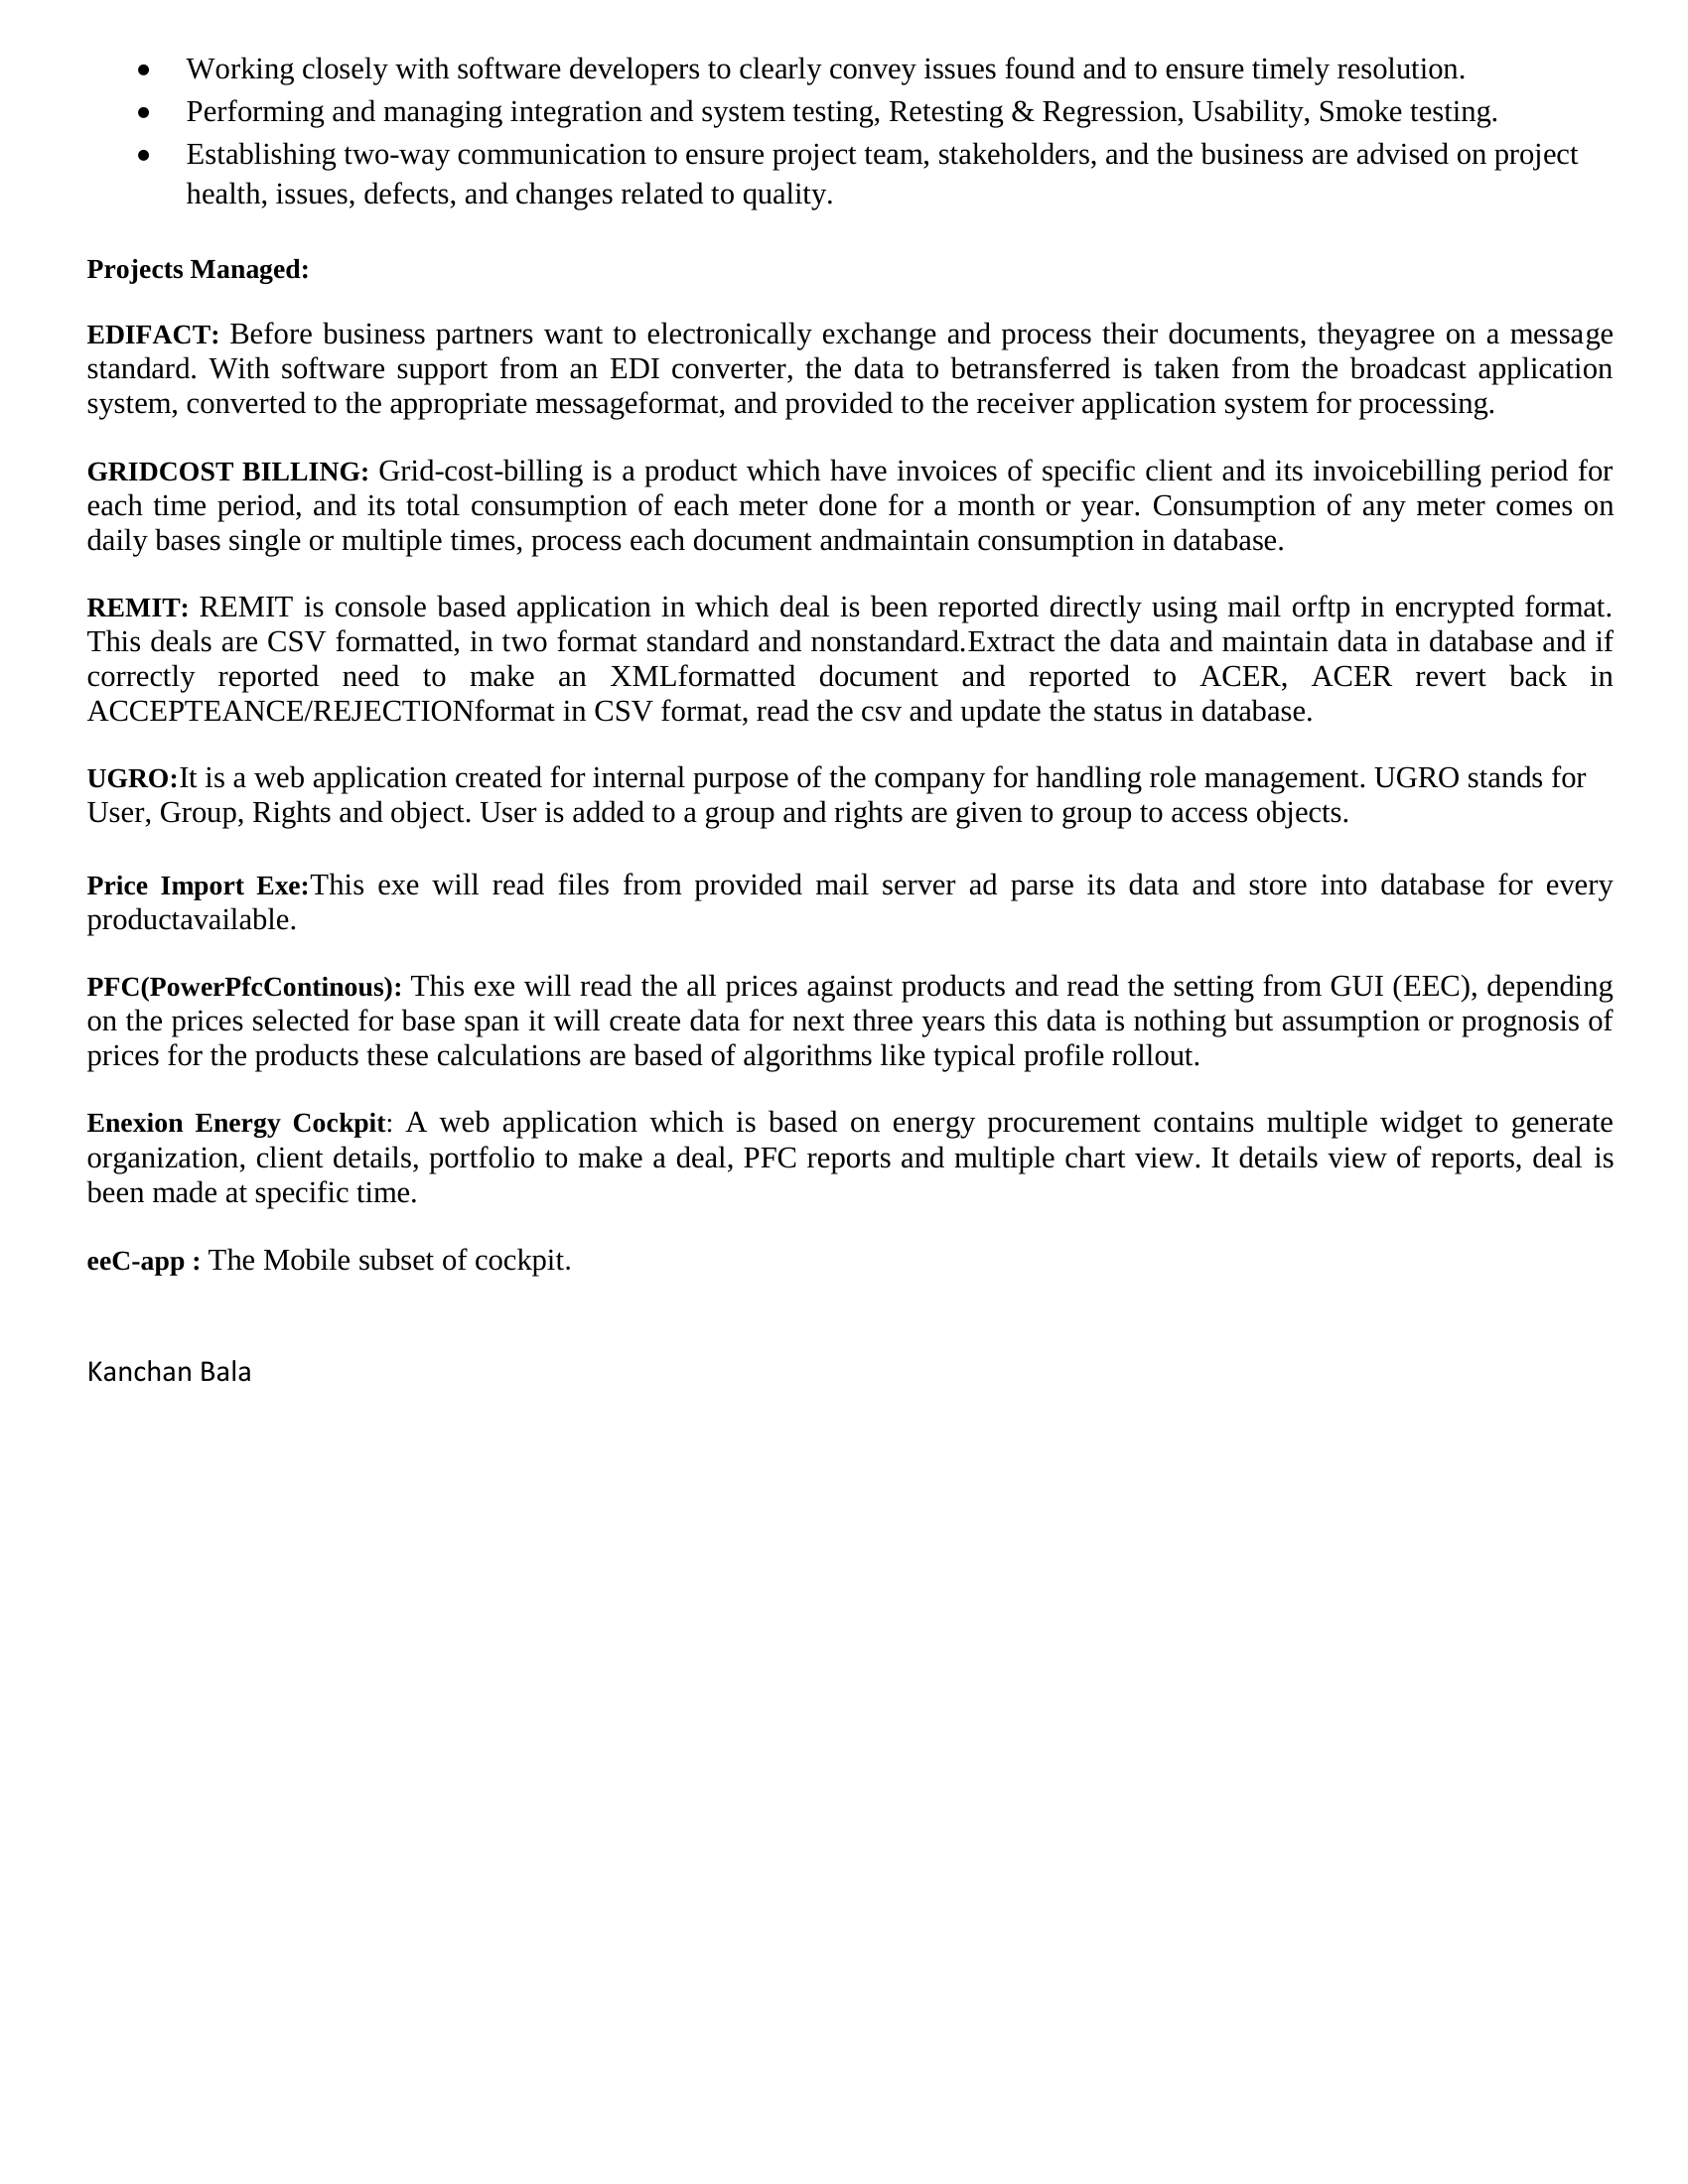 • Working closely with software developers to clearly convey issues found and to ensure timely resolution.
• Performing and managing integration and system testing, Retesting & Regression, Usability, Smoke testing.
• Establishing two-way communication to ensure project team, stakeholders, and the business are advised on project
health, issues, defects, and changes related to quality.
Projects Managed:
EDIFACT: Before business partners want to electronically exchange and process their documents, theyagree on a message
standard. With software support from an EDI converter, the data to betransferred is taken from the broadcast application
system, converted to the appropriate messageformat, and provided to the receiver application system for processing.
GRIDCOST BILLING: Grid-cost-billing is a product which have invoices of specific client and its invoicebilling period for
each time period, and its total consumption of each meter done for a month or year. Consumption of any meter comes on
daily bases single or multiple times, process each document andmaintain consumption in database.
REMIT: REMIT is console based application in which deal is been reported directly using mail orftp in encrypted format.
This deals are CSV formatted, in two format standard and nonstandard.Extract the data and maintain data in database and if
correctly reported need to make an XMLformatted document and reported to ACER, ACER revert back in
ACCEPTEANCE/REJECTIONformat in CSV format, read the csv and update the status in database.
UGRO:It is a web application created for internal purpose of the company for handling role management. UGRO stands for
User, Group, Rights and object. User is added to a group and rights are given to group to access objects.
Price Import Exe:This exe will read files from provided mail server ad parse its data and store into database for every
productavailable.
PFC(PowerPfcContinous): This exe will read the all prices against products and read the setting from GUI (EEC), depending
on the prices selected for base span it will create data for next three years this data is nothing but assumption or prognosis of
prices for the products these calculations are based of algorithms like typical profile rollout.
Enexion Energy Cockpit: A web application which is based on energy procurement contains multiple widget to generate
organization, client details, portfolio to make a deal, PFC reports and multiple chart view. It details view of reports, deal is
been made at specific time.
eeC-app : The Mobile subset of cockpit.
Kanchan Bala